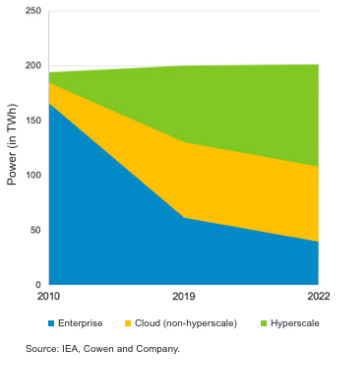 250
200
150
100
50
0
Power (in TWh)
2010 2019 2022
Enterprise Cloud (non-hyperscale) Hyperscale
Source: IEA, Cowen and Company.